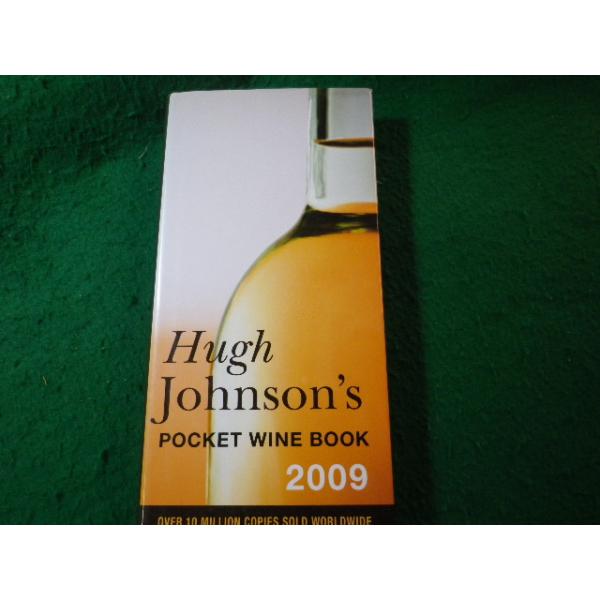 Hugh
Johnson's
POCKET WINE BOOK
2009
OVER 10 MILLION COPIES SOLD WORLDWIDE